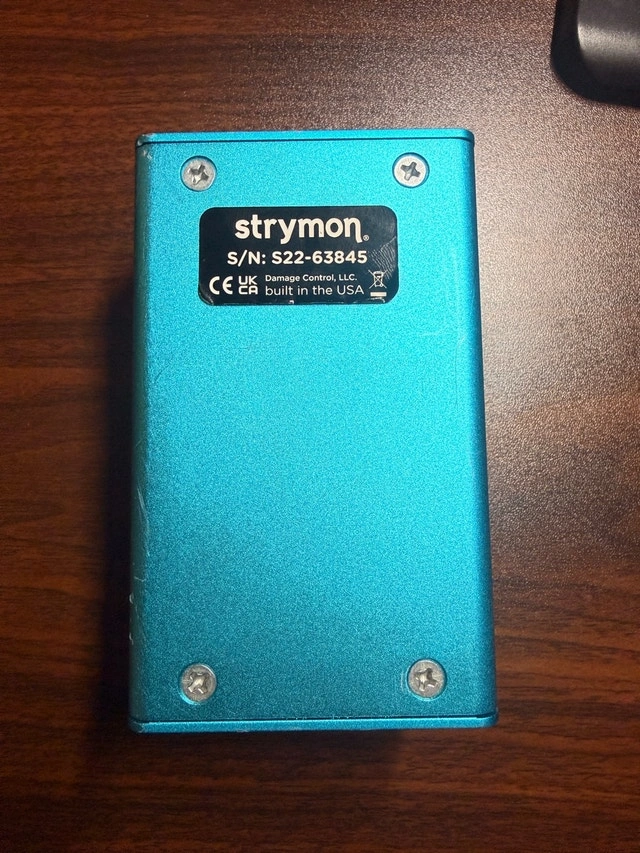 strymon®
S/N: S22-63845
CE UK CA Damage Control, LLC.
built in the USA